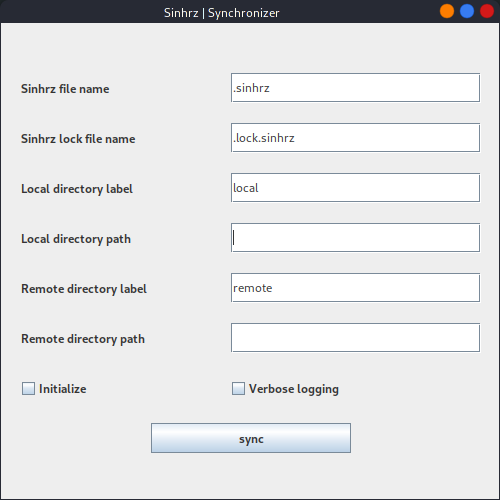 Sinhrz | Synchronizer
Sinhrz file name .sinhrz
Sinhrz lock file name .lock.sinhrz
Local directory label local
Local directory path
Remote directory label remote
Remote directory path
Initialize Verbose logging
sync